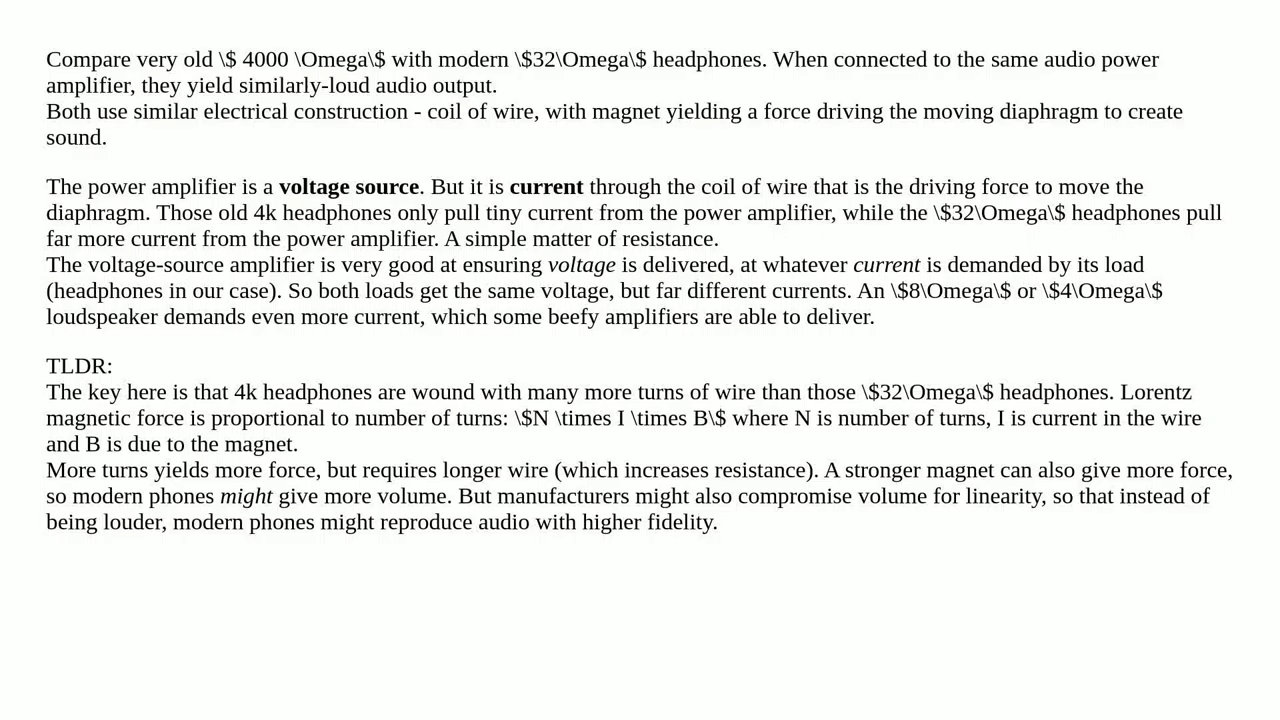 Compare very old \$ 4000 \Omega\$ with modern \$32\Omega\$ headphones. When connected to the same audio power
amplifier, they yield similarly-loud audio output.
Both use similar electrical construction - coil of wire, with magnet yielding a force driving the moving diaphragm to create
sound.
The power amplifier is a voltage source. But it is current through the coil of wire that is the driving force to move the
diaphragm. Those old 4k headphones only pull tiny current from the power amplifier, while the \$32\Omega\$ headphones pull
far more current from the power amplifier. A simple matter of resistance.
The voltage-source amplifier is very good at ensuring voltage is delivered, at whatever current is demanded by its load
(headphones in our case). So both loads get the same voltage, but far different currents. An \$8\Omega\$ or \$4\Omega\$
loudspeaker demands even more current, which some beefy amplifiers are able to deliver.
TLDR:
The key here is that 4k headphones are wound with many more turns of wire than those \$32\Omega\$ headphones. Lorentz
magnetic force is proportional to number of turns: \$N \times I \times B\$ where N is number of turns, I is current in the wire
and B is due to the magnet.
More turns yields more force, but requires longer wire (which increases resistance). A stronger magnet can also give more force,
so modern phones might give more volume. But manufacturers might also compromise volume for linearity, so that instead of
being louder, modern phones might reproduce audio with higher fidelity.